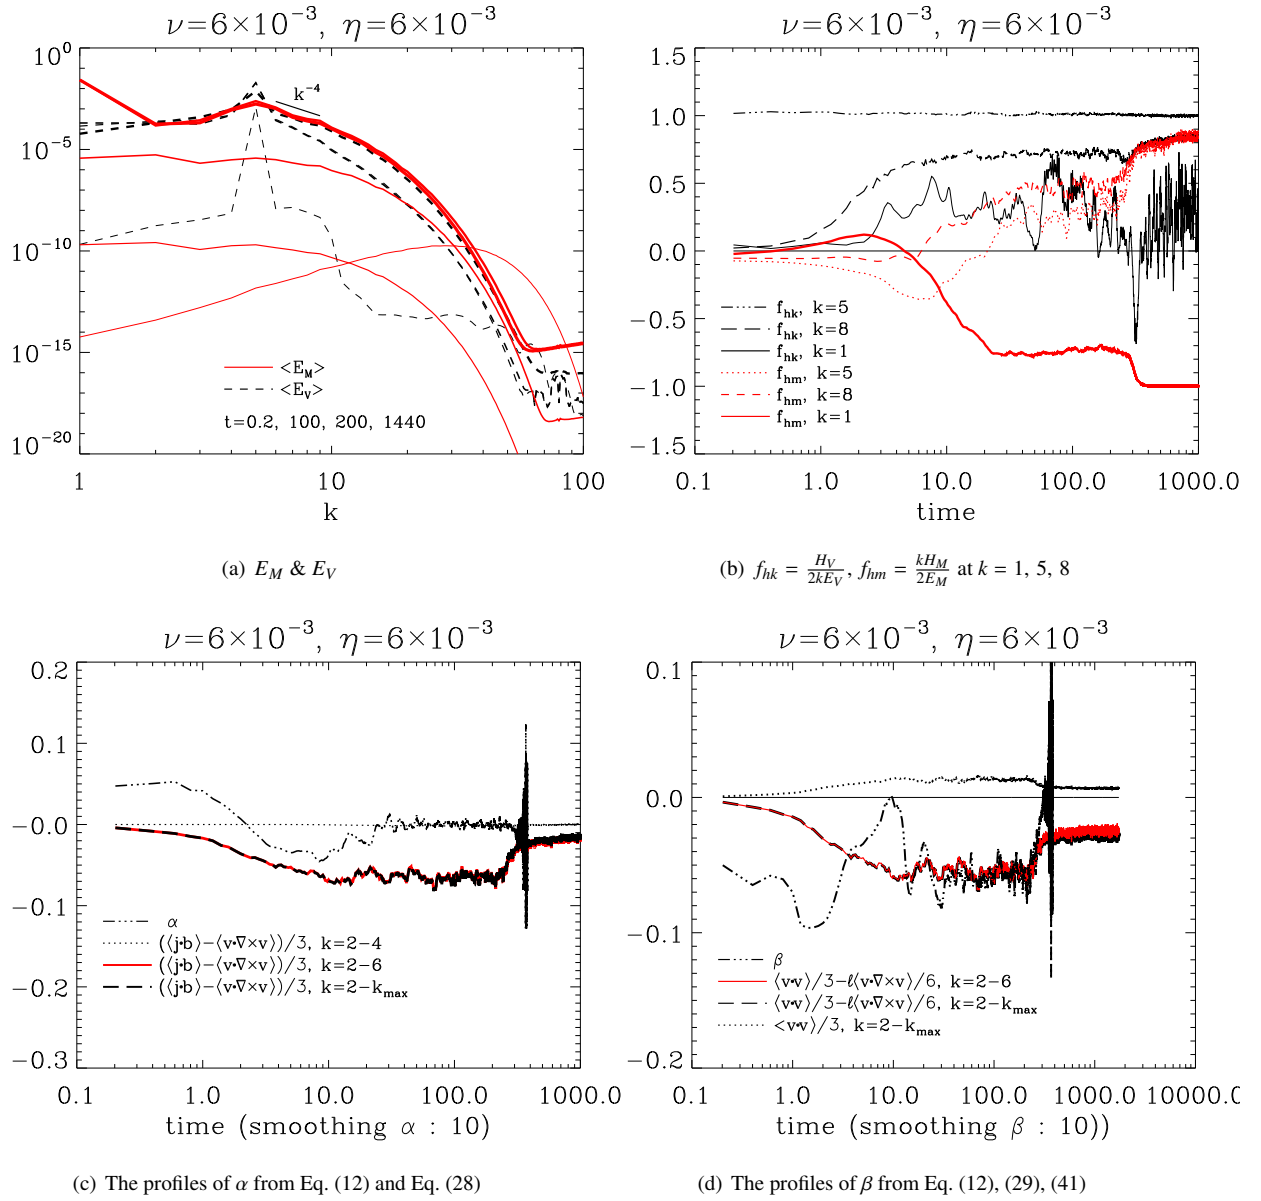 ν=6×10⁻³, η=6×10⁻³
10⁰
10⁻⁵
10⁻¹⁰
10⁻¹⁵
10⁻²⁰
k⁻⁴
<E_M>
<E_V>
t=0.2, 100, 200, 1440
1 10 100
k
(a) E_M & E_V
ν=6×10⁻³, η=6×10⁻³
1.5
1.0
0.5
0.0
−0.5
−1.0
−1.5
f_hk, k=5
f_hk, k=8
f_hk, k=1
f_hm, k=5
f_hm, k=8
f_hm, k=1
0.1 1.0 10.0 100.0 1000.0
time
(b) f_hk = H_V/2kE_V, f_hm = kH_M/2E_M at k = 1, 5, 8
ν=6×10⁻³, η=6×10⁻³
0.2
0.1
−0.0
−0.1
−0.2
−0.3
α
(⟨j•b⟩−⟨v•∇×v⟩)/3, k=2−4
(⟨j•b⟩−⟨v•∇×v⟩)/3, k=2−6
(⟨j•b⟩−⟨v•∇×v⟩)/3, k=2−k_max
0.1 1.0 10.0 100.0 1000.0
time (smoothing α : 10)
(c) The profiles of α from Eq. (12) and Eq. (28)
ν=6×10⁻³, η=6×10⁻³
0.1
0.0
−0.1
−0.2
β
⟨v•v⟩/3−ℓ⟨v•∇×v⟩/6, k=2−6
⟨v•v⟩/3−ℓ⟨v•∇×v⟩/6, k=2−k_max
<v•v>/3, k=2−k_max
0.1 1.0 10.0 100.0 1000.0 10000.0
time (smoothing β : 10))
(d) The profiles of β from Eq. (12), (29), (41)